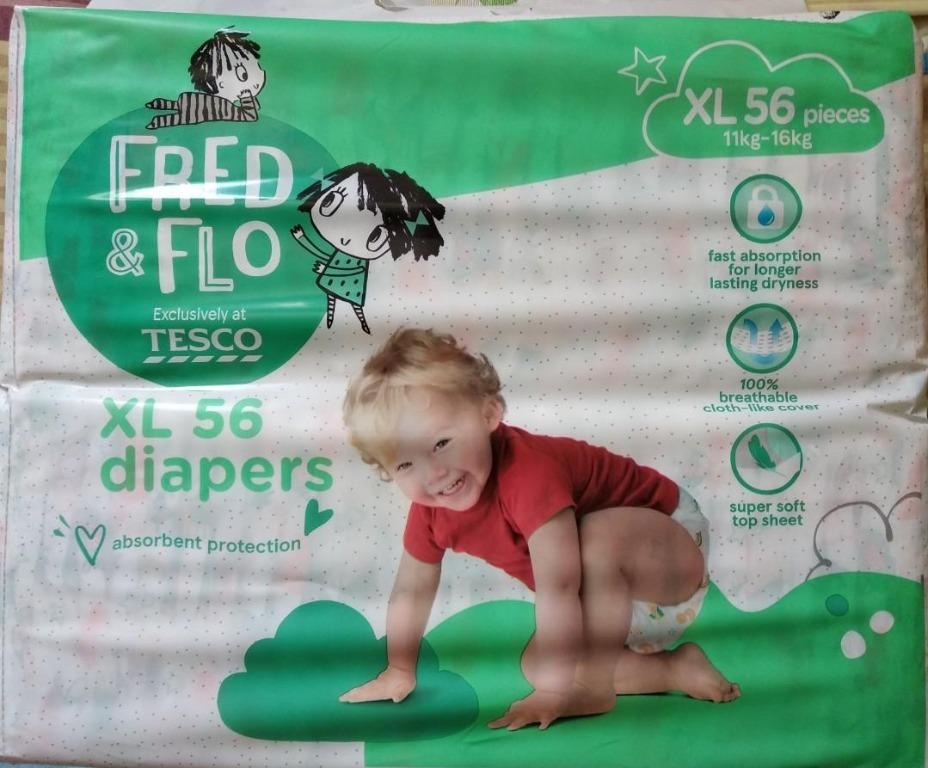 FRED
& FLO
Exclusively at
TESCO
XL 56
diapers
absorbent protection
XL 56 pieces
11kg-16kg
fast absorption
for longer
lasting dryness
100%
breathable
cloth-like cover
super soft
top sheet